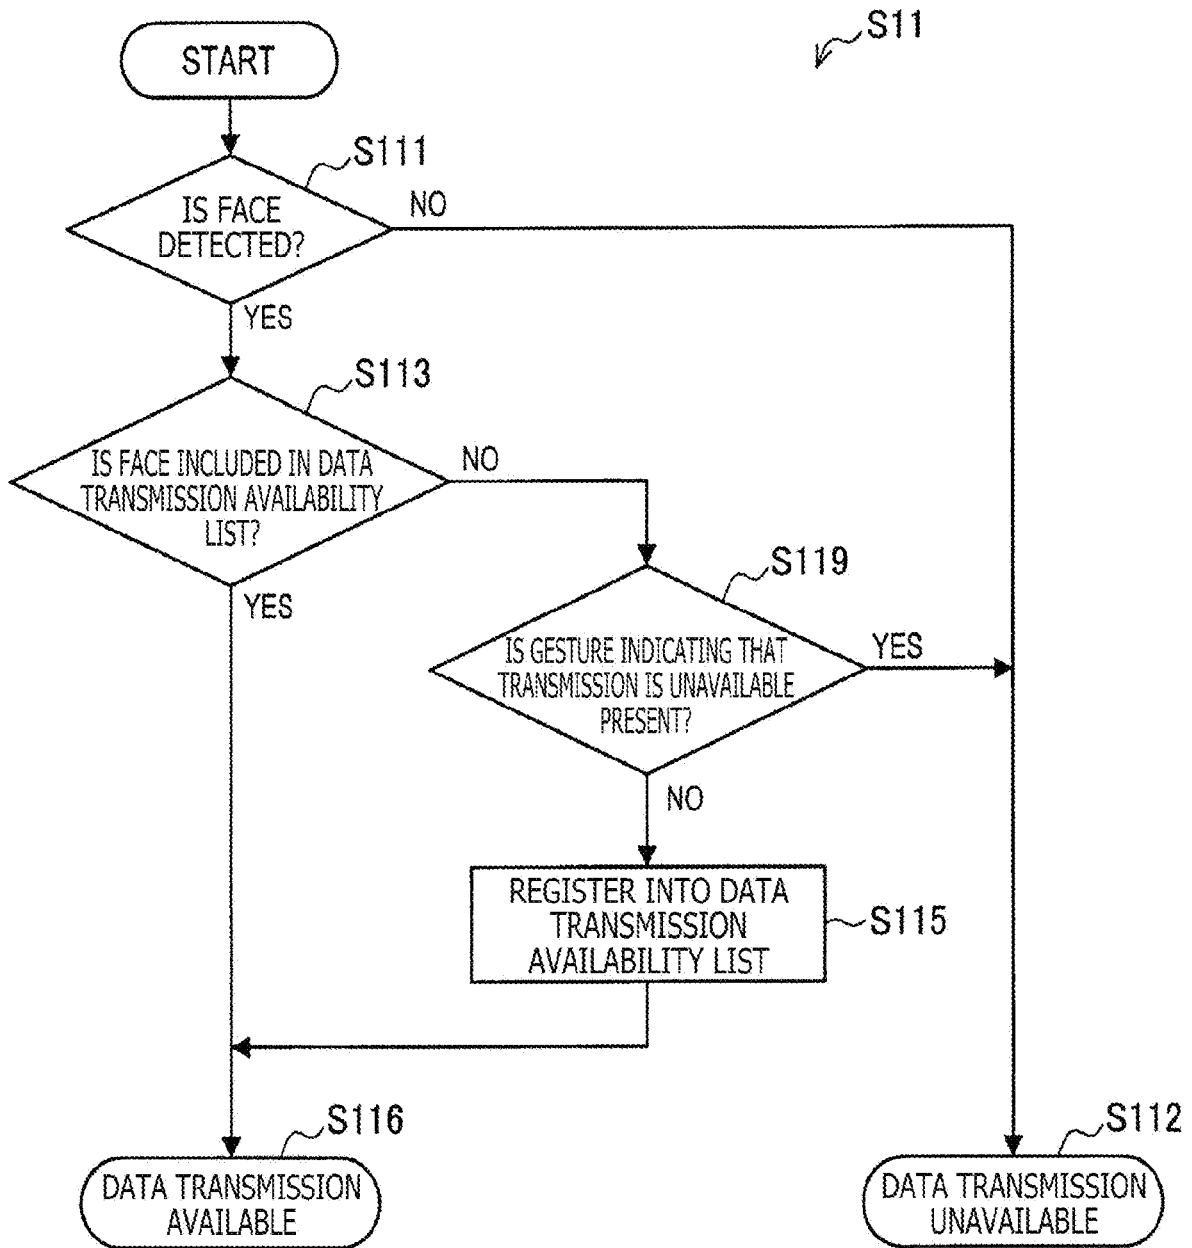 S11
START
S111
IS FACE
DETECTED?
NO
YES
S113
IS FACE INCLUDED IN DATA
TRANSMISSION AVAILABILITY
LIST?
NO
YES
S119
IS GESTURE INDICATING THAT
TRANSMISSION IS UNAVAILABLE
PRESENT?
YES
NO
REGISTER INTO DATA
TRANSMISSION
AVAILABILITY LIST
S115
S116
DATA TRANSMISSION
AVAILABLE
S112
DATA TRANSMISSION
UNAVAILABLE